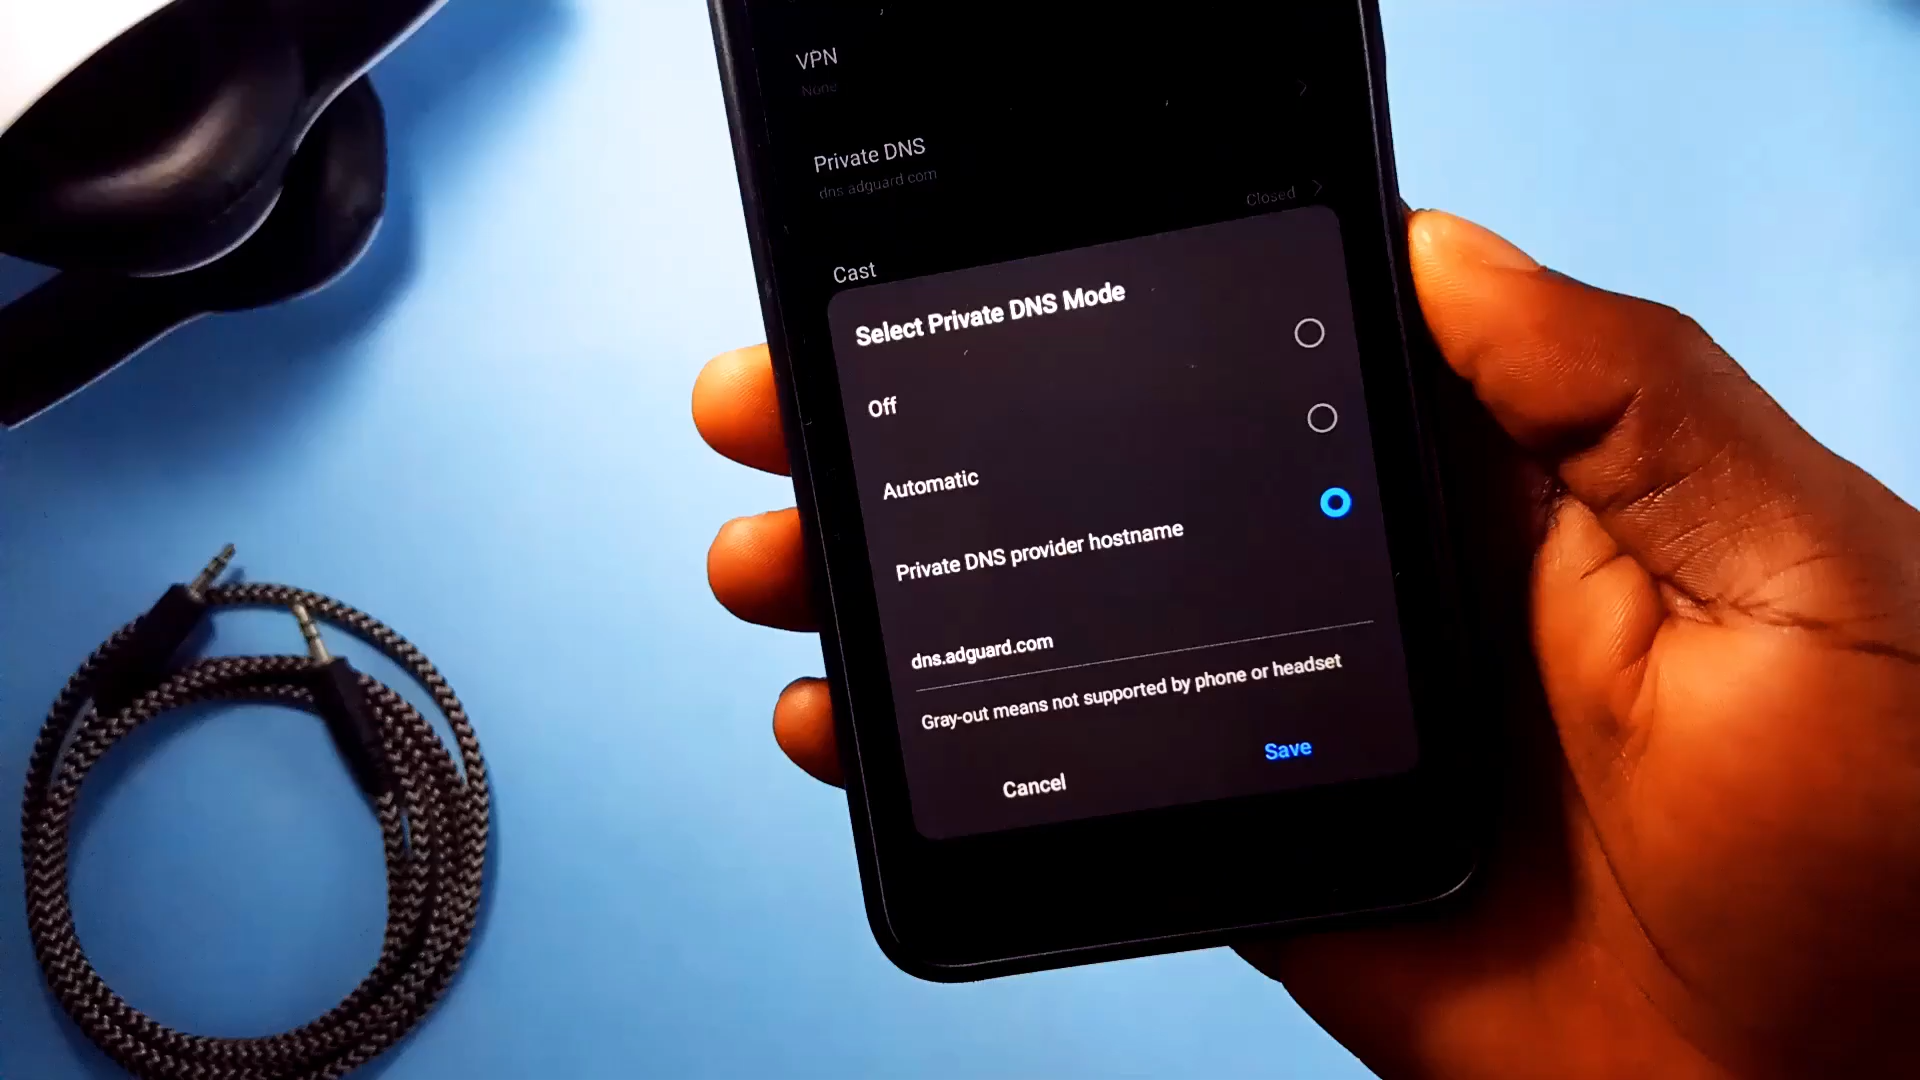 VPN
None
Private DNS
dns.adguard.com
Closed
Cast
Select Private DNS Mode
Off
Automatic
Private DNS provider hostname
dns.adguard.com
Gray-out means not supported by phone or headset
Cancel
Save